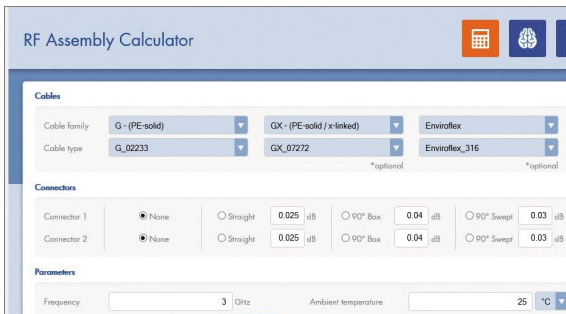 RF Assembly Calculator
Cables
Cable family G - (PE-solid) GX - (PE-solid / x-linked) Enviroflex
Cable type G_02233 GX_07272 Enviroflex_316
*optional *optional
Connectors
Connector 1 None Straight 0.025 dB 90° Box 0.04 dB 90° Swept 0.03 dB
Connector 2 None Straight 0.025 dB 90° Box 0.04 dB 90° Swept 0.03 dB
Parameters
Frequency 3 GHz Ambient temperature 25 °C